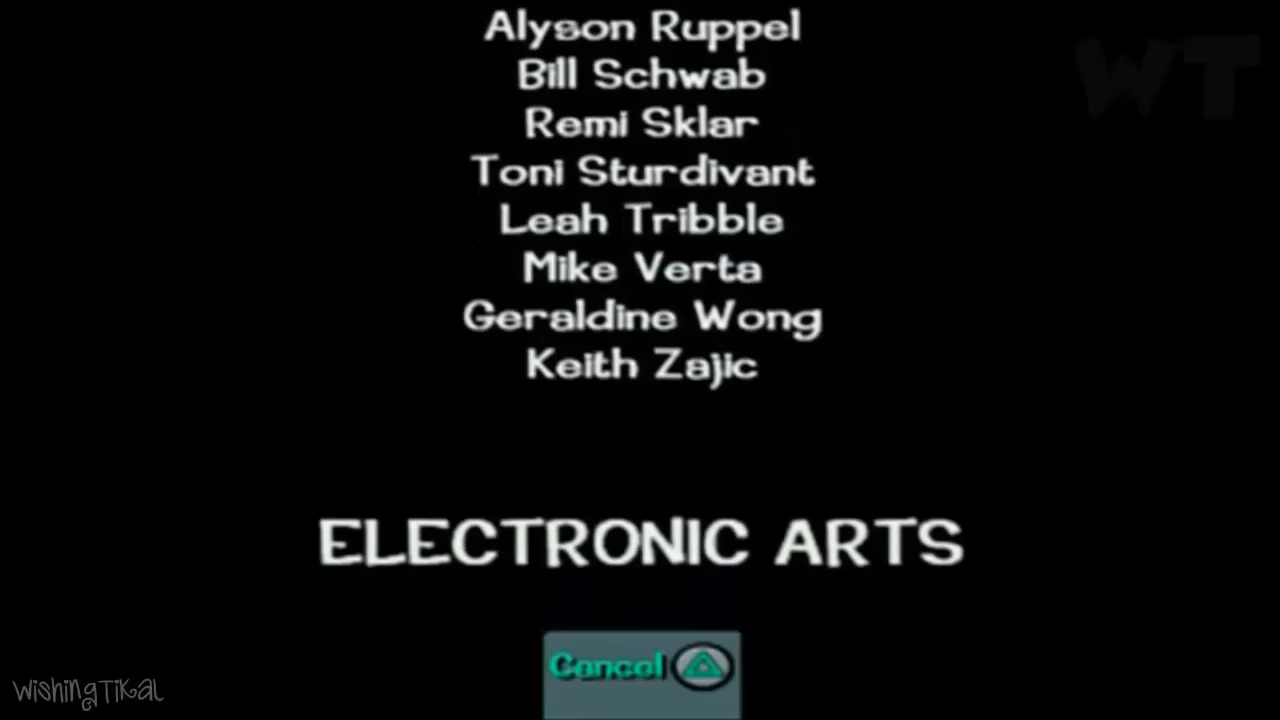 Alyson Ruppel
WT
Bill Schwab
Remi Sklar
Toni Sturdivant
Leah Tribble
Mike Verta
Geraldine Wong
Keith Zajic
ELECTRONIC ARTS
Cancel
WishingTikal